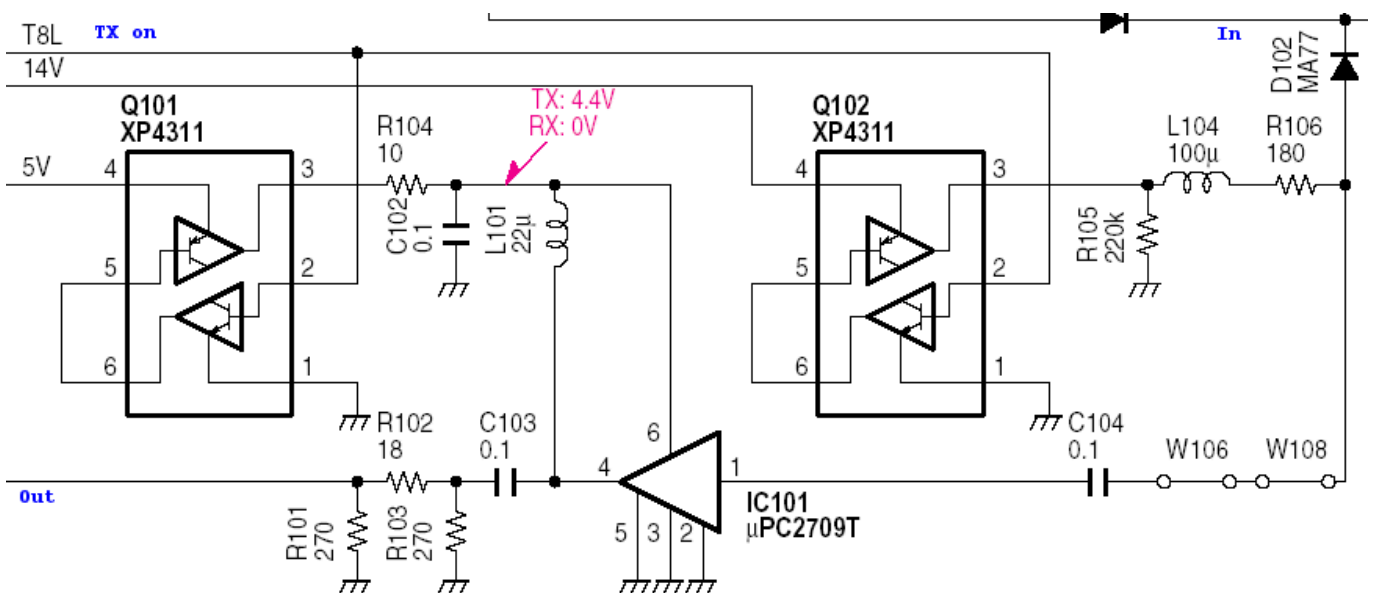 T8L TX on
In
14V
D102
MA77
Q101
XP4311
TX: 4.4V
RX: 0V
Q102
XP4311
R104
10
L104
100μ
R106
180
5V
4
3
C102
0.1
L101
22μ
4
3
R105
220k
5
2
5
2
6
1
6
1
R102
18
C103
0.1
6
4
1
C104
0.1
W106
W108
Out
R101
270
R103
270
5
3
2
IC101
μPC2709T